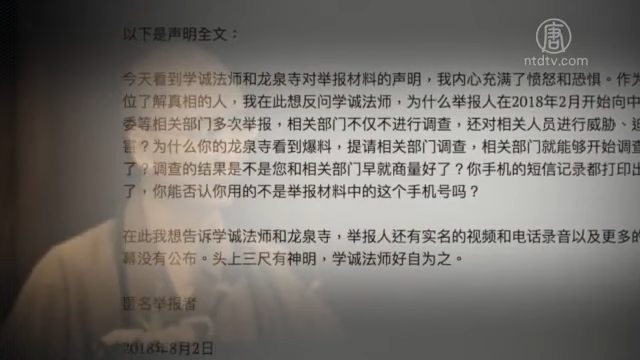 唐
ntdtv.com
以下是声明全文：
今天看到学诚法师和龙泉寺对举报材料的声明，我内心充满了愤怒和恐惧。作为
位了解真相的人，我在此想反问学诚法师，为什么举报人在2018年2月开始向中
委等相关部门多次举报，相关部门不仅不进行调查，还对相关人员进行威胁、迫
害？为什么你的龙泉寺看到爆料，提请相关部门调查，相关部门就能够开始调查
了？调查的结果是不是您和相关部门早就商量好了？你手机的短信记录都打印出
了，你能否认你用的不是举报材料中的这个手机号吗？
在此我想告诉学诚法师和龙泉寺，举报人还有实名的视频和电话录音以及更多的
幕没有公布。头上三尺有神明，学诚法师好自为之。
匿名举报者
2018年8月2日